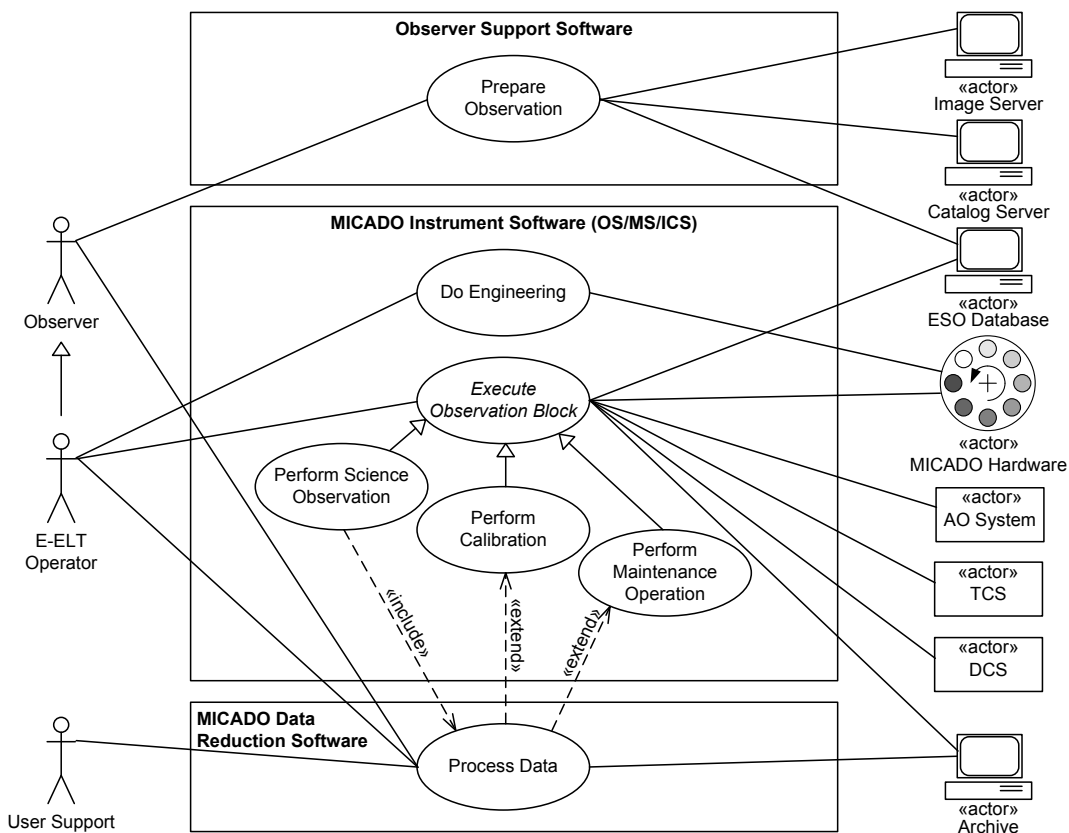 Observer Support Software
Prepare
Observation
«actor»
Image Server
«actor»
Catalog Server
MICADO Instrument Software (OS/MS/ICS)
Observer
Do Engineering
«actor»
ESO Database
Execute
Observation Block
«actor»
MICADO Hardware
Perform Science
Observation
E-ELT
Operator
Perform
Calibration
Perform
Maintenance
Operation
«actor»
AO System
«actor»
TCS
«actor»
DCS
«include»
«extend»
«extend»
MICADO Data
Reduction Software
Process Data
User Support
«actor»
Archive